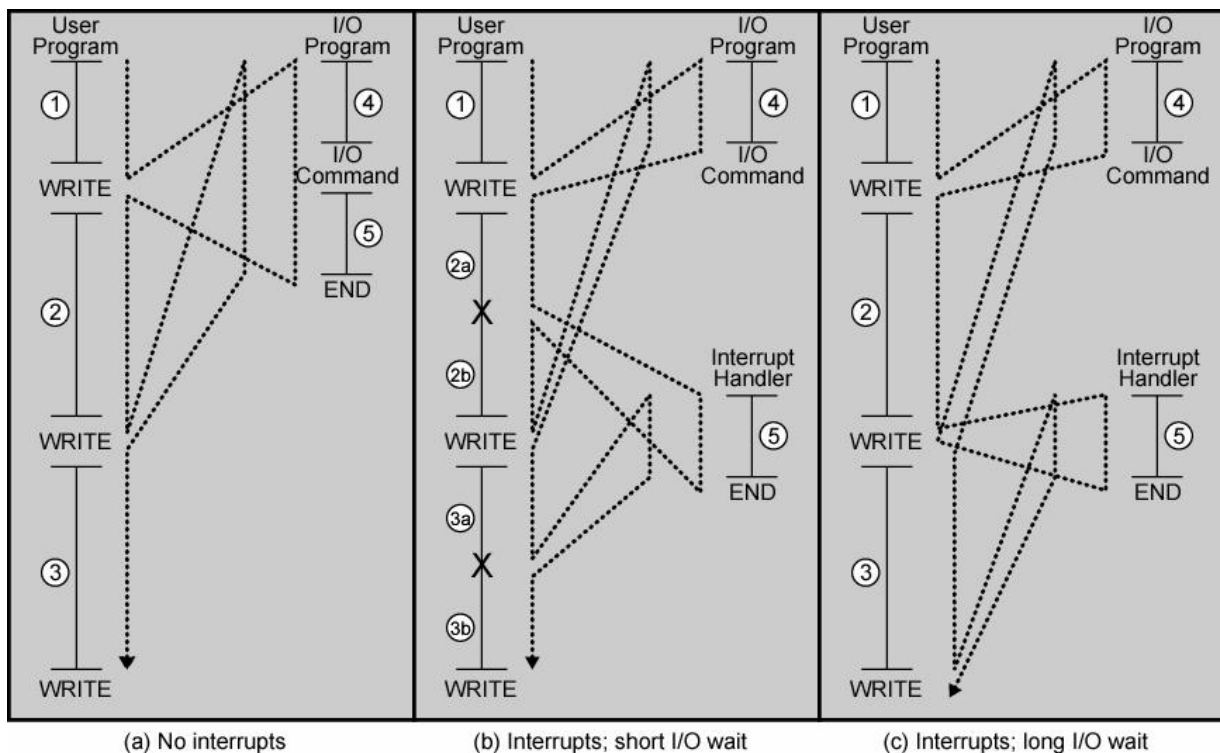 User
Program
I/O
Program
1
4
I/O
Command
WRITE
5
END
2
WRITE
3
WRITE
(a) No interrupts
User
Program
I/O
Program
1
4
I/O
Command
WRITE
2a
X
2b
Interrupt
Handler
WRITE
5
END
3a
X
3b
WRITE
(b) Interrupts; short I/O wait
User
Program
I/O
Program
1
4
I/O
Command
WRITE
2
Interrupt
Handler
WRITE
5
END
3
WRITE
(c) Interrupts; long I/O wait